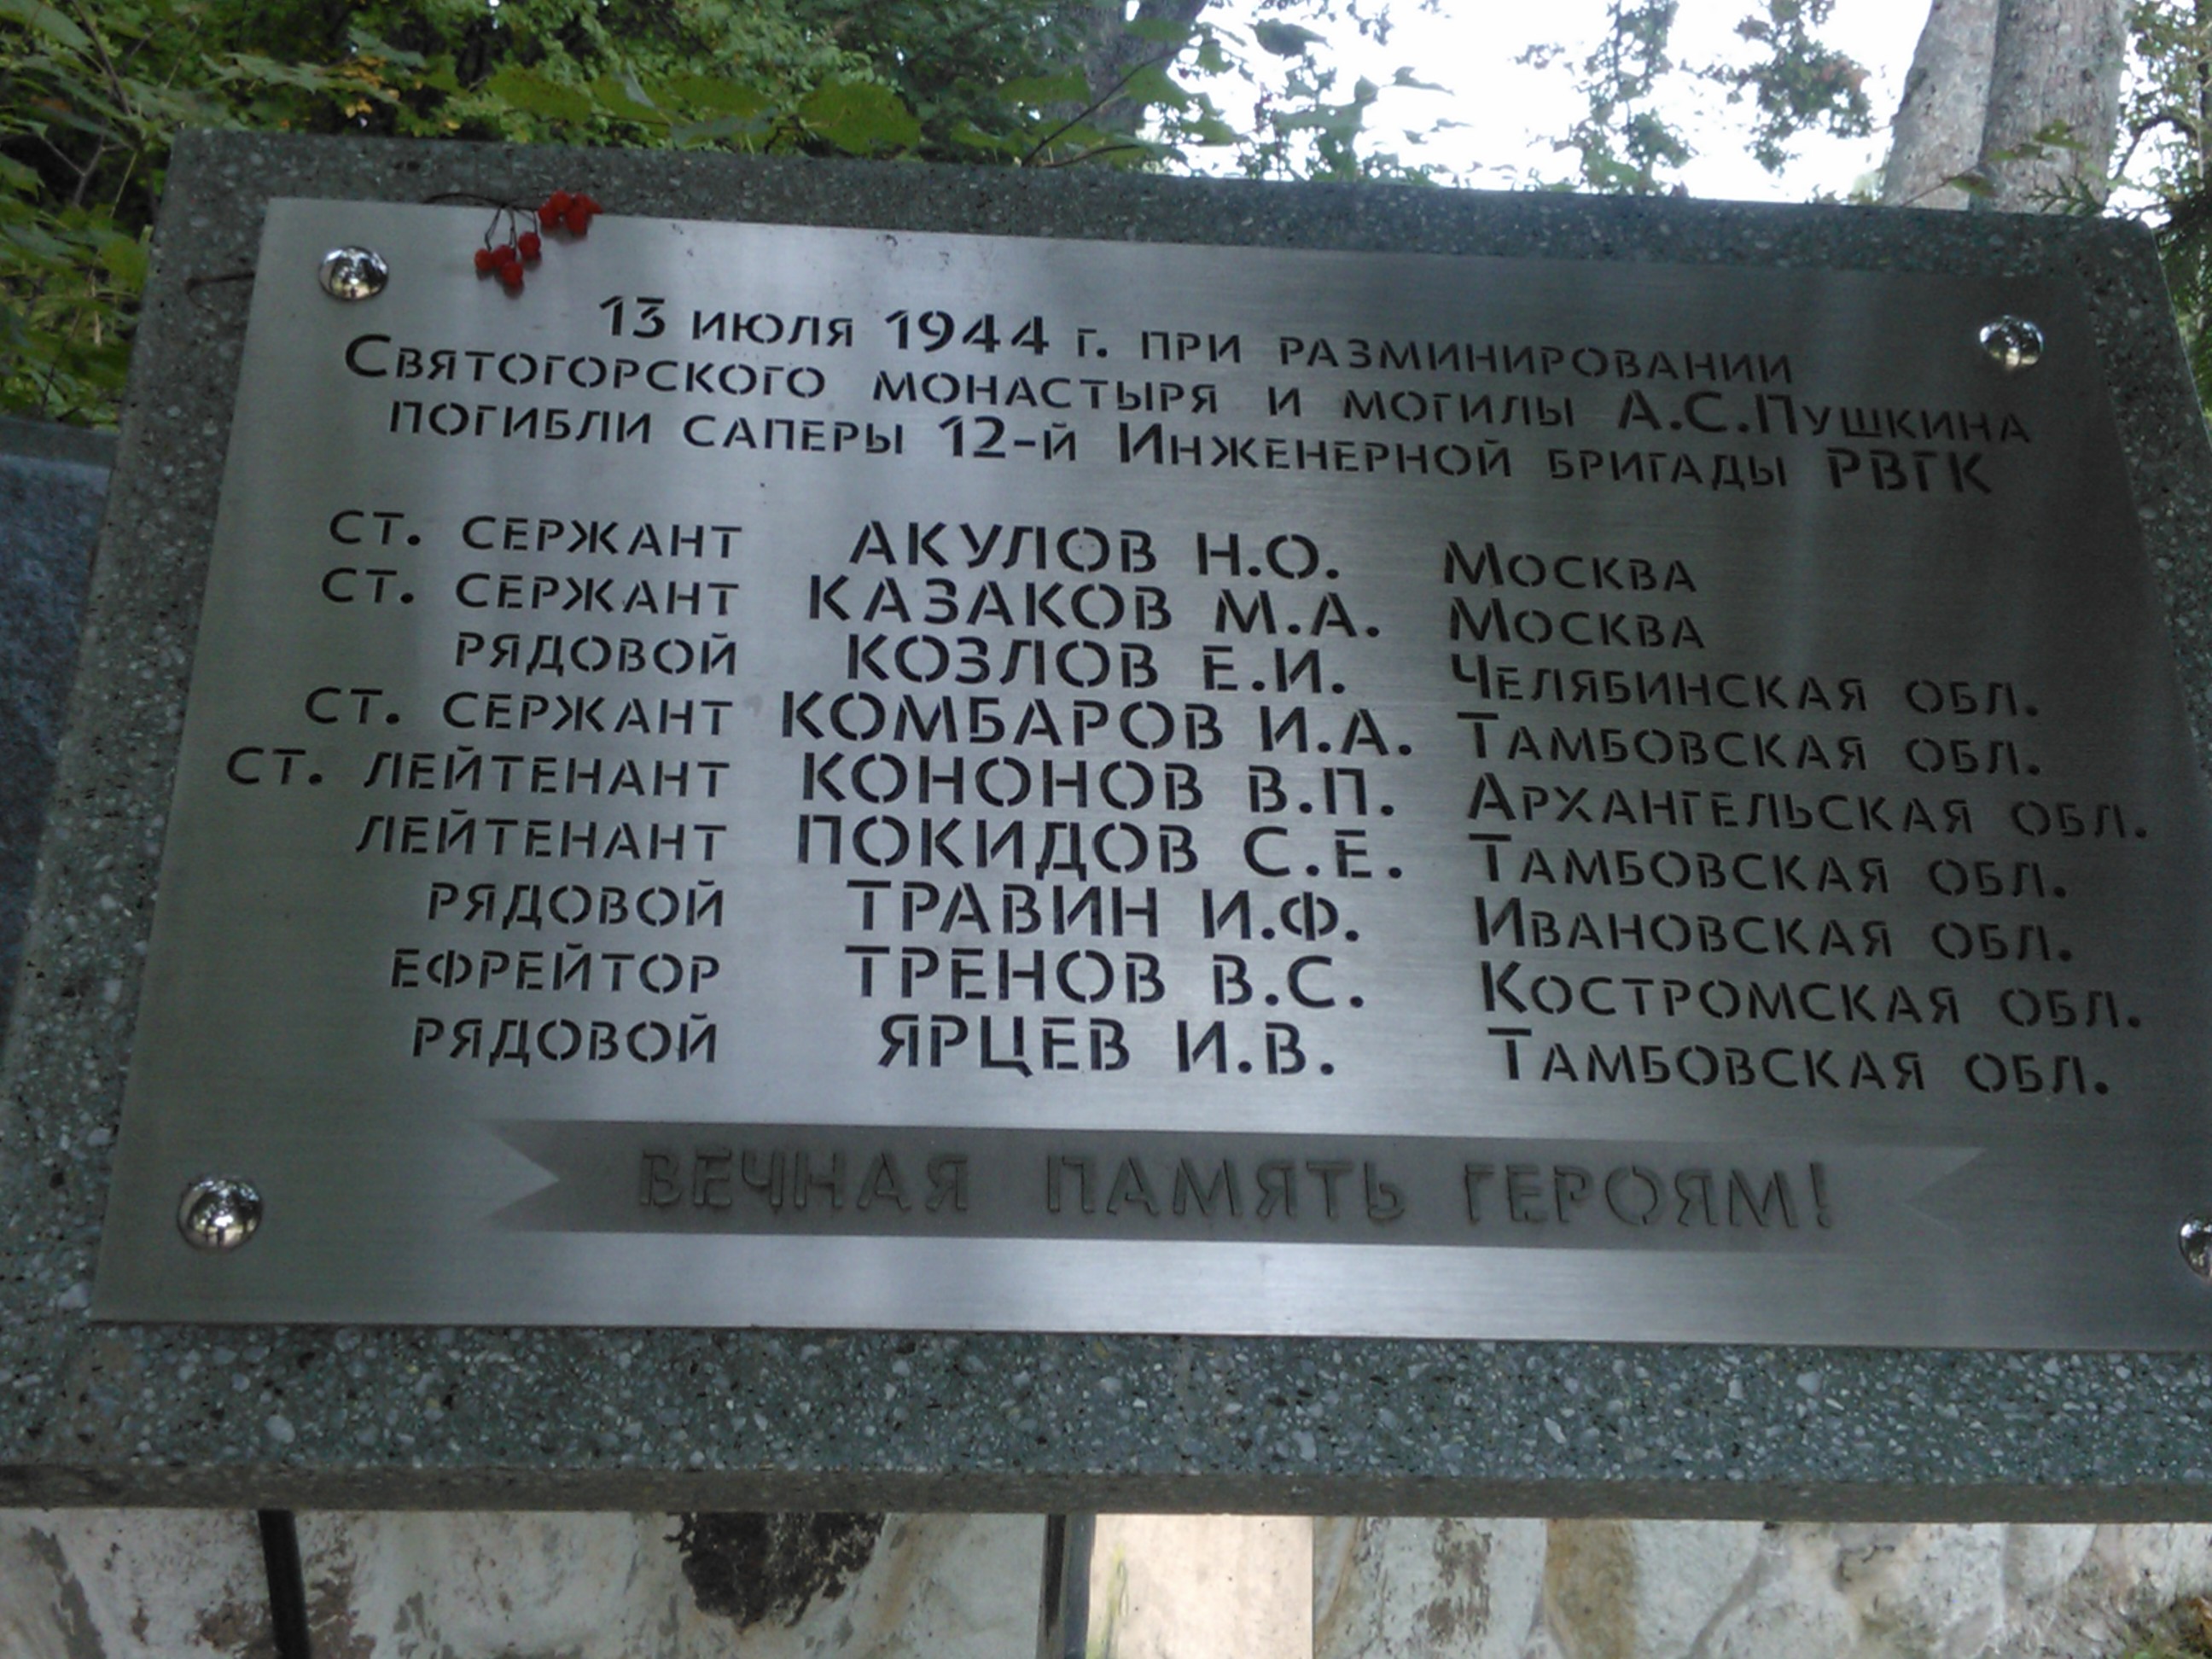 13 июля 1944 г. при разминировании
Святогорского монастыря и могилы А.С.Пушкина
погибли саперы 12-й Инженерной бригады РВГК
ст. сержант АКУЛОВ Н.О. Москва
ст. сержант КАЗАКОВ М.А. Москва
рядовой КОЗЛОВ Е.И. Челябинская обл.
ст. сержант КОМБАРОВ И.А. Тамбовская обл.
ст. лейтенант КОНОНОВ В.П. Архангельская обл.
лейтенант ПОКИДОВ С.Е. Тамбовская обл.
рядовой ТРАВИН И.Ф. Ивановская обл.
ефрейтор ТРЕНОВ В.С. Костромская обл.
рядовой ЯРЦЕВ И.В. Тамбовская обл.
ВЕЧНАЯ ПАМЯТЬ ГЕРОЯМ!